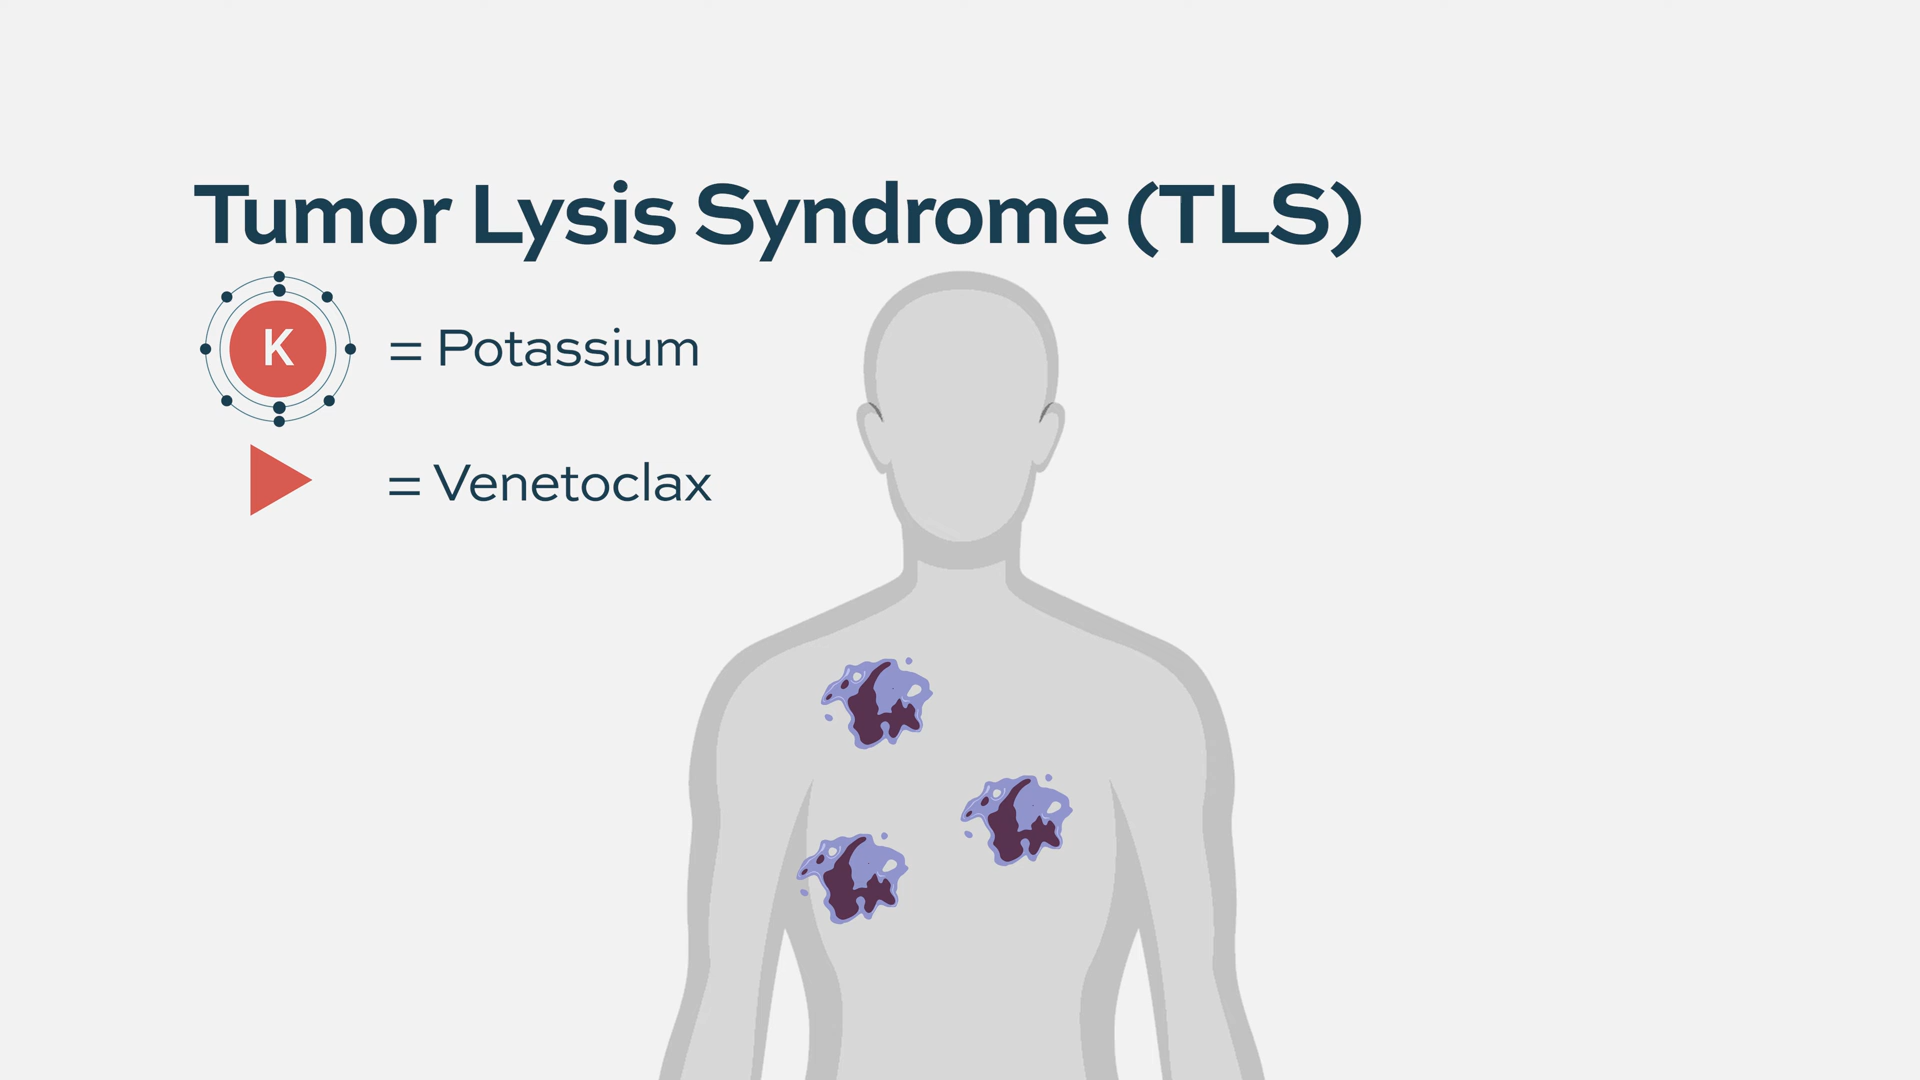 Tumor Lysis Syndrome (TLS)
K = Potassium
= Venetoclax